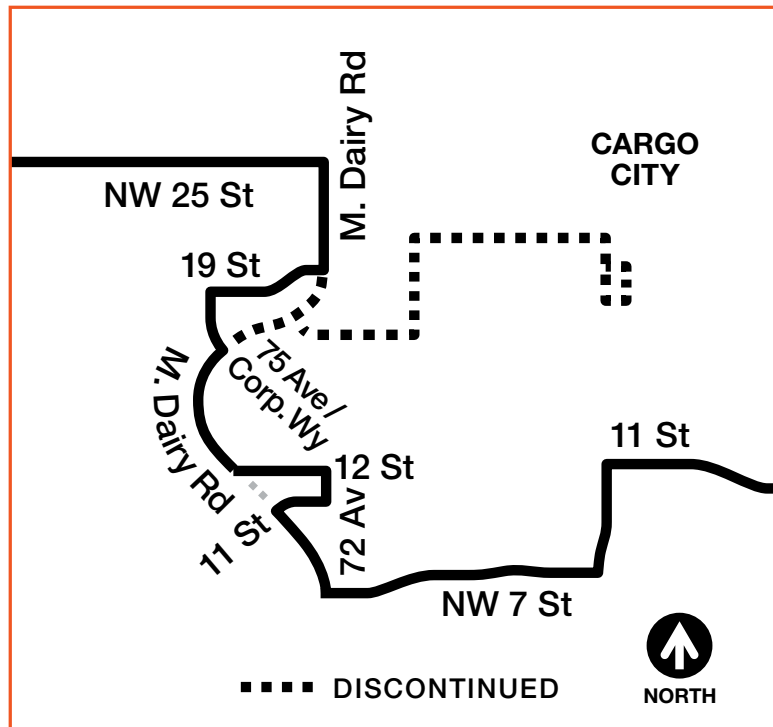 M. Dairy Rd
CARGO
CITY
NW 25 St
19 St
75 Ave /
Corp. Wy
M. Dairy Rd
11 St
12 St
72 Av
11 St
NW 7 St
DISCONTINUED
NORTH